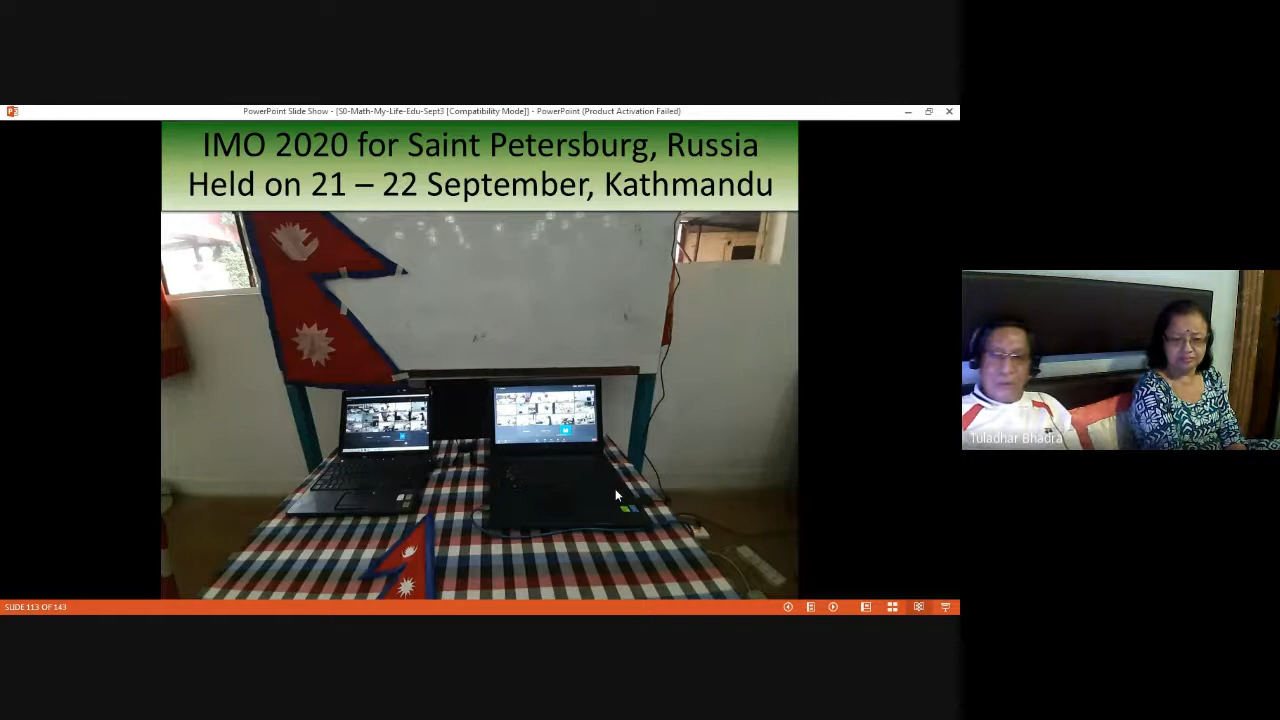 PowerPoint Slide Show - [S0-Math-My-Life-Edu-Sept3 [Compatibility Mode]] - PowerPoint (Product Activation Failed)
IMO 2020 for Saint Petersburg, Russia
Held on 21 – 22 September, Kathmandu
Tuladhar Bhadra
SLIDE 113 OF 143